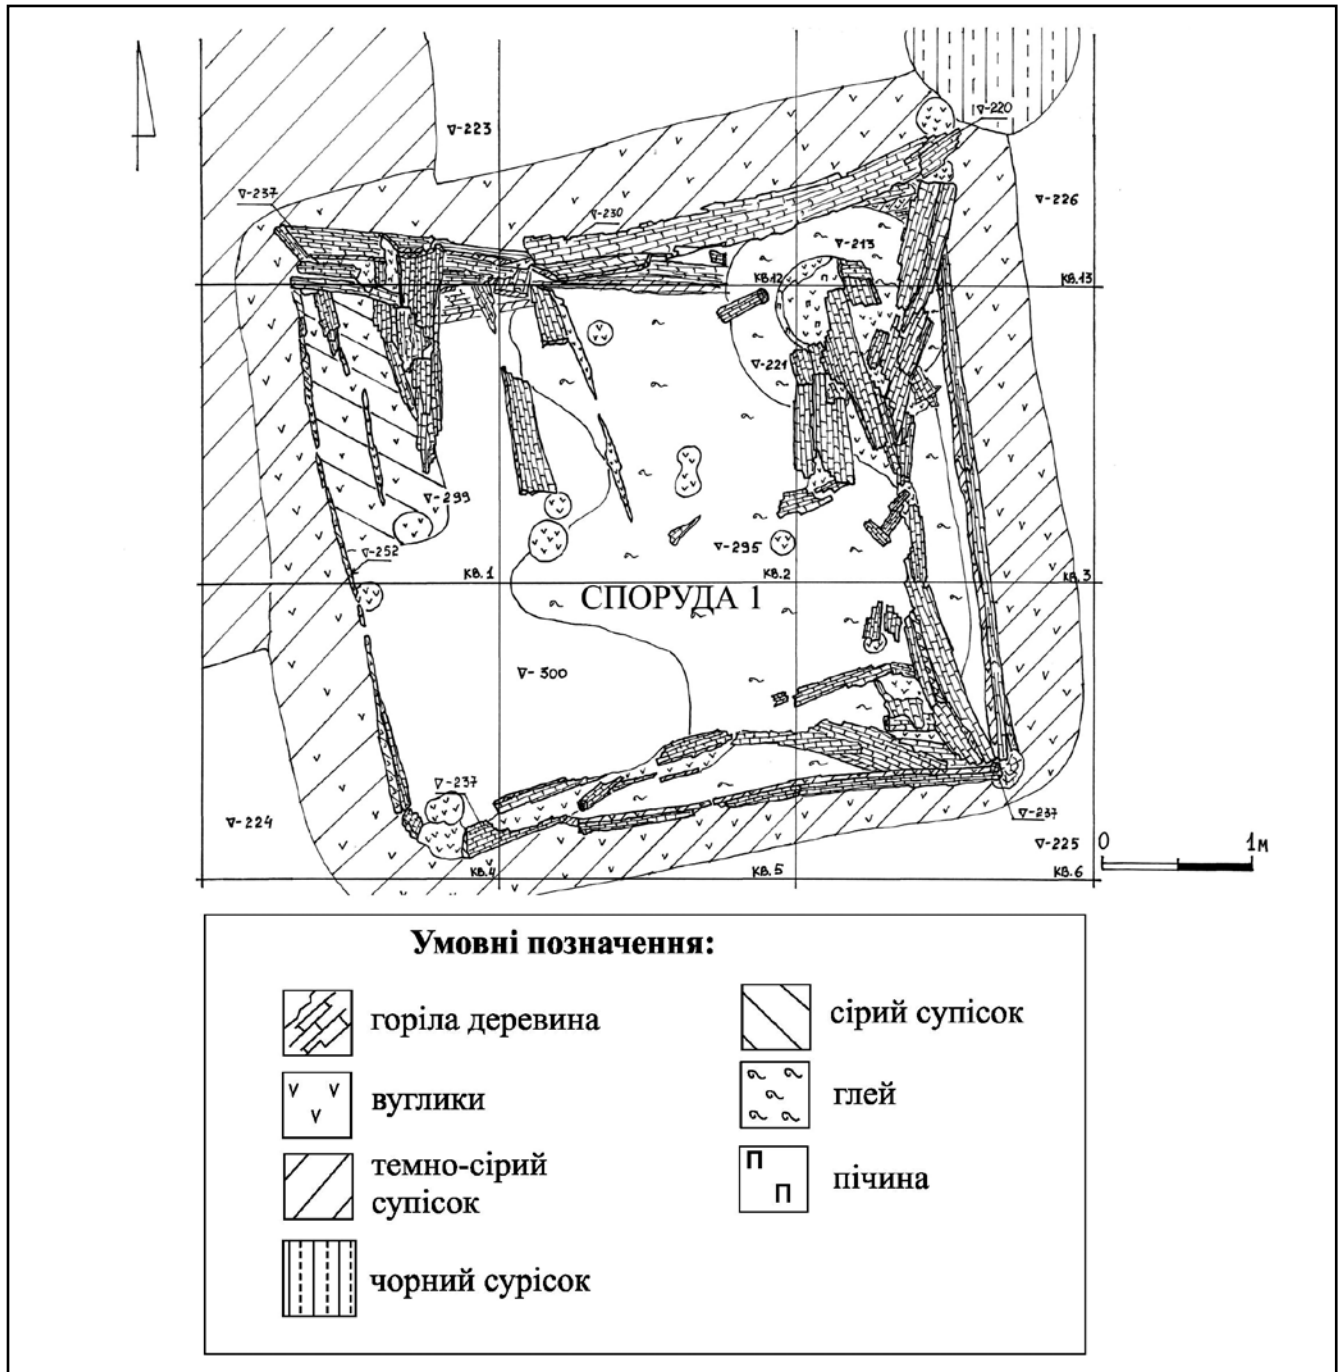 ∇-220
∇-223
∇-237
∇-226
∇-230
∇-213
КВ.12
КВ.13
∇-221
∇-299
∇-252
∇-295
КВ.1
КВ.2
КВ.3
СПОРУДА 1
∇-300
∇-237
∇-224
∇-237
∇-225
0
1м
КВ.4
КВ.5
КВ.6
Умовні позначення:
горіла деревина
вуглики
темно-сірий
супісок
чорний сурісок
сірий супісок
глей
П
П
пічина